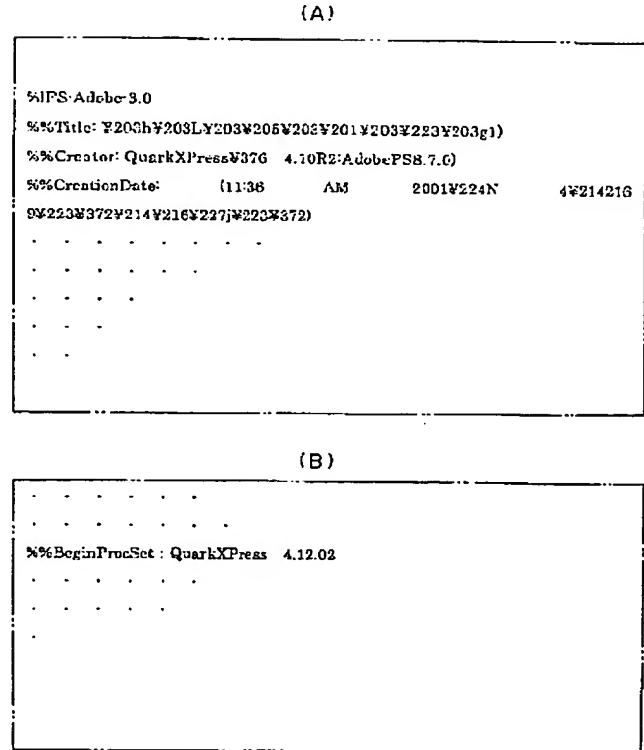 (A)
%!PS-Adobe-3.0
%%Title: ¥203h¥203L¥203¥205¥203¥201¥203¥223¥203g1)
%%Creator: QuarkXPress¥376 4.10R2:AdobePS8.7.0)
%%CreationDate: (11:36 AM 2001¥224N 4¥214216
9¥223¥372¥214¥216¥227j¥223¥372)
(B)
%%BeginProcSet : QuarkXPress 4.12.02